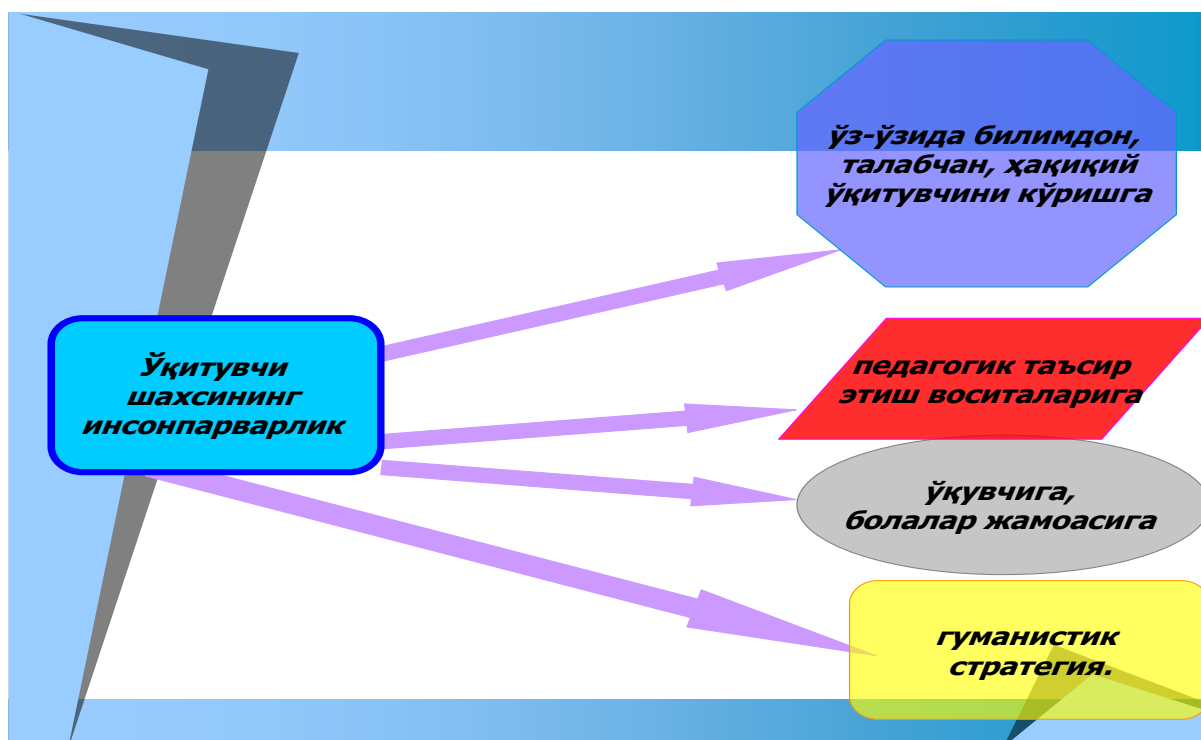 Ўқитувчи
шахсининг
инсонпарварлик
ўз-ўзида билимдон,
талабчан, ҳақиқий
ўқитувчини кўришга
педагогик таъсир
этиш воситаларига
ўқувчига,
болалар жамоасига
гуманистик
стратегия.